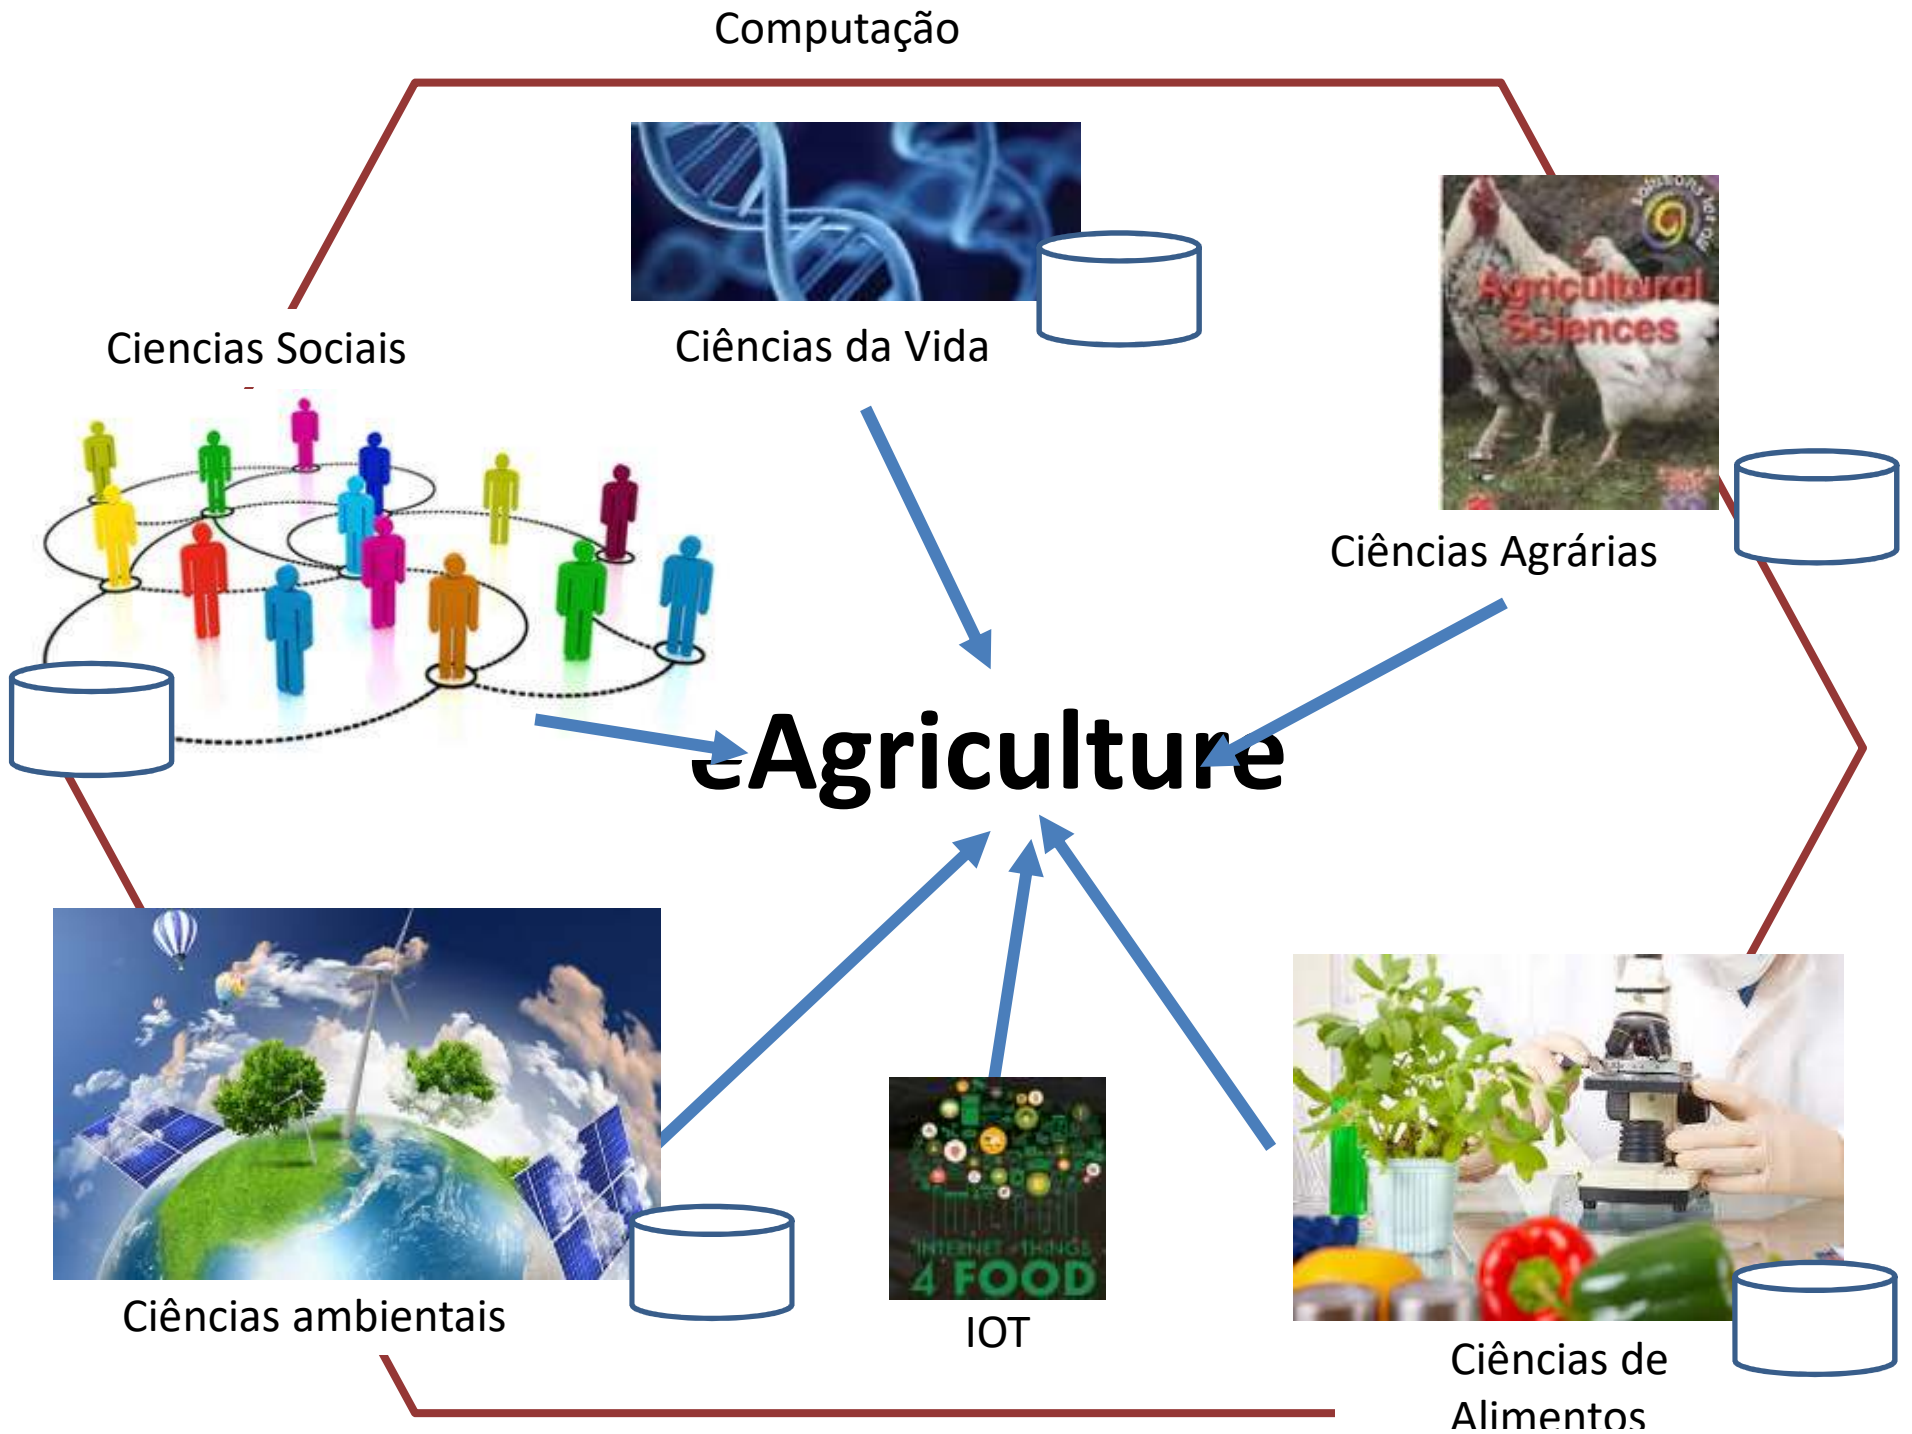 Computação
Ciências da Vida
Ciencias Sociais
Agricultural
Sciences
Ciências Agrárias
eAgriculture
INTERNET THINGS
4 FOOD
IOT
Ciências ambientais
Ciências de
Alimentos